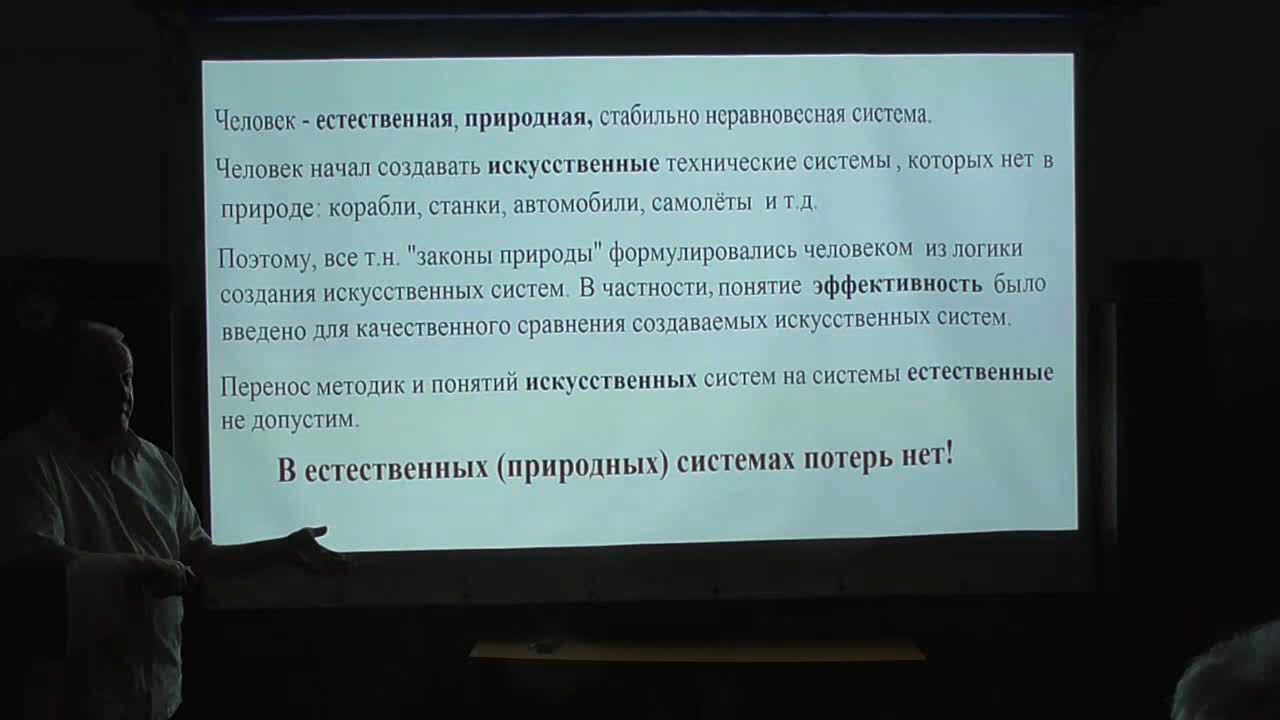 Человек - естественная, природная, стабильно неравновесная система.
Человек начал создавать искусственные технические системы , которых нет в
природе: корабли, станки, автомобили, самолёты и т.д.
Поэтому, все т.н. "законы природы" формулировались человеком из логики
создания искусственных систем. В частности, понятие эффективность было
введено для качественного сравнения создаваемых искусственных систем.
Перенос методик и понятий искусственных систем на системы естественные
не допустим.
В естественных (природных) системах потерь нет!